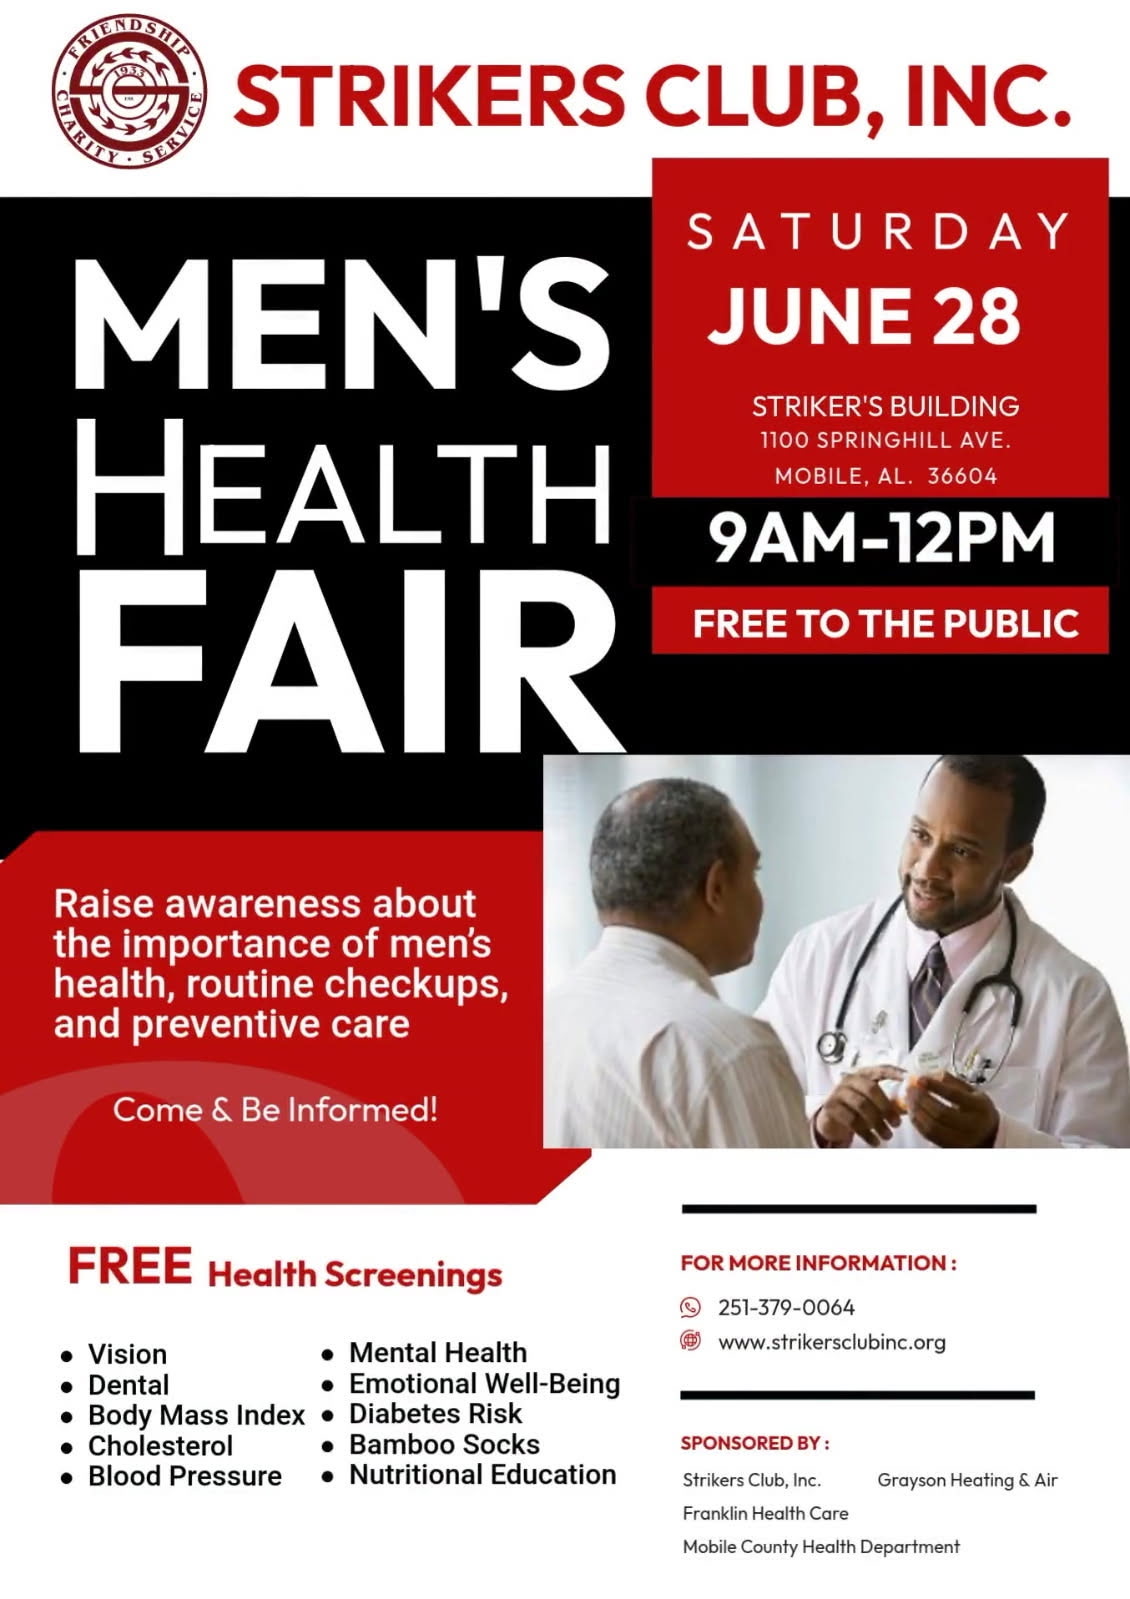 FRIENDSHIP
CHARITY · SERVICE
1933
STRIKERS CLUB, INC.
MEN'S
HEALTH
FAIR
SATURDAY
JUNE 28
STRIKER'S BUILDING
1100 SPRINGHILL AVE.
MOBILE, AL. 36604
9AM-12PM
FREE TO THE PUBLIC
Raise awareness about
the importance of men's
health, routine checkups,
and preventive care
Come & Be Informed!
FREE Health Screenings
• Vision
• Dental
• Body Mass Index
• Cholesterol
• Blood Pressure
• Mental Health
• Emotional Well-Being
• Diabetes Risk
• Bamboo Socks
• Nutritional Education
FOR MORE INFORMATION :
251-379-0064
www.strikersclubinc.org
SPONSORED BY :
Strikers Club, Inc. Grayson Heating & Air
Franklin Health Care
Mobile County Health Department